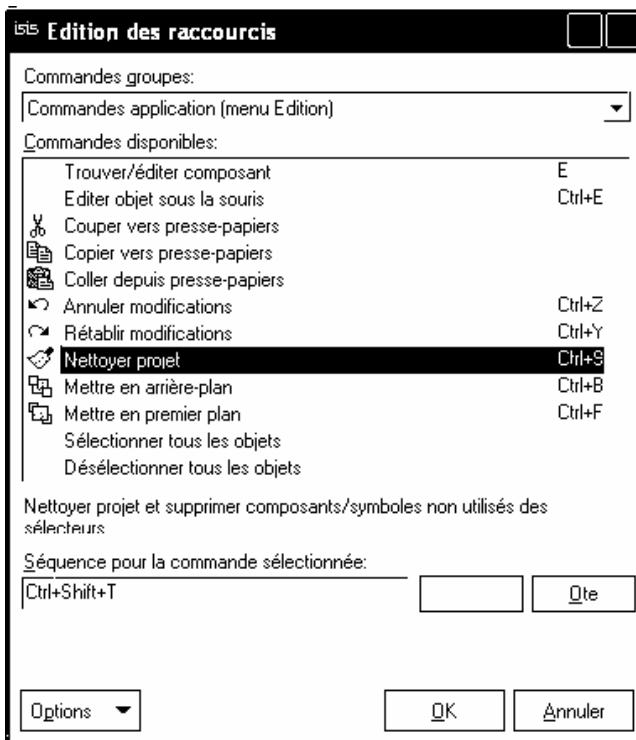 isis Edition des raccourcis
Commandes groupes:
Commandes application (menu Edition)
Commandes disponibles:
Trouver/éditer composant E
Editer objet sous la souris Ctrl+E
Couper vers presse-papiers
Copier vers presse-papiers
Coller depuis presse-papiers
Annuler modifications Ctrl+Z
Rétablir modifications Ctrl+Y
Nettoyer projet Ctrl+S
Mettre en arrière-plan Ctrl+B
Mettre en premier plan Ctrl+F
Sélectionner tous les objets
Désélectionner tous les objets
Nettoyer projet et supprimer composants/symboles non utilisés des
sélecteurs
Séquence pour la commande sélectionnée:
Ctrl+Shift+T Ote
Options OK Annuler